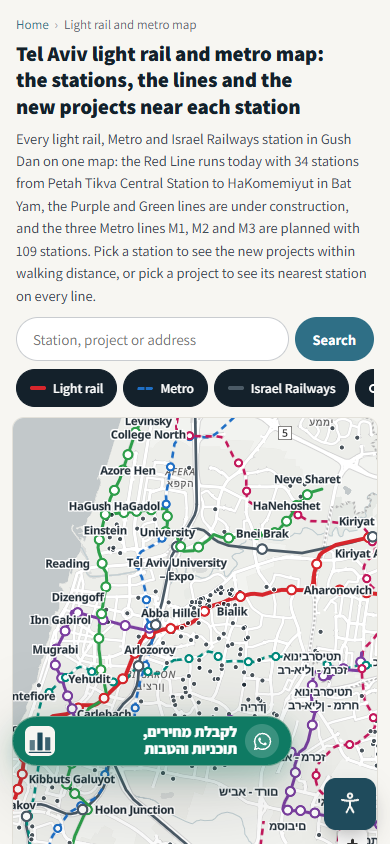 Home › Light rail and metro map
Tel Aviv light rail and metro map:
the stations, the lines and the
new projects near each station
Every light rail, Metro and Israel Railways station in Gush
Dan on one map: the Red Line runs today with 34 stations
from Petah Tikva Central Station to HaKomemiyut in Bat
Yam, the Purple and Green lines are under construction,
and the three Metro lines M1, M2 and M3 are planned with
109 stations. Pick a station to see the new projects within
walking distance, or pick a project to see its nearest station
on every line.
Station, project or address
Search
Light rail
Metro
Israel Railways
Levinsky
College North
5
Azore Hen
אפקה
Neve Sharet
HaGush HaGadol
HaNehoshet
Einstein
University
Bnei Brak
Kiriyat
Kiriyat A
Reading
Tel Aviv University
– Expo
Dizengoff
Aharonovich
Ibn Gabirol
Abba Hillel
Bialik
Mugrabi
Arlozorov
Yehudit
ntefiore
Carlebach
לקבלת מחירים,
תוכניות והטבות
Kibbuts Galuyot
akov
Holon Junction